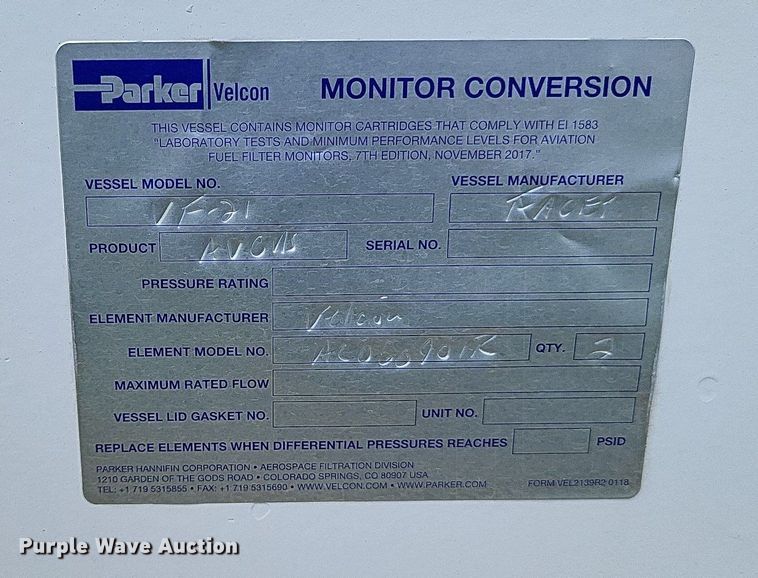 Parker Velcon MONITOR CONVERSION
THIS VESSEL CONTAINS MONITOR CARTRIDGES THAT COMPLY WITH EI 1583
"LABORATORY TESTS AND MINIMUM PERFORMANCE LEVELS FOR AVIATION
FUEL FILTER MONITORS, 7TH EDITION, NOVEMBER 2017."
VESSEL MODEL NO. VESSEL MANUFACTURER
VF-21
PRODUCT SERIAL NO.
PRESSURE RATING
ELEMENT MANUFACTURER Velcon
ELEMENT MODEL NO. QTY. 2
MAXIMUM RATED FLOW
VESSEL LID GASKET NO. UNIT NO.
REPLACE ELEMENTS WHEN DIFFERENTIAL PRESSURES REACHES PSID
PARKER HANNIFIN CORPORATION • AEROSPACE FILTRATION DIVISION
1210 GARDEN OF THE GODS ROAD • COLORADO SPRINGS, CO 80907 USA
TEL: +1 719 5315855 • FAX: +1 719 5315690 • WWW.VELCON.COM • WWW.PARKER.COM FORM VEL2139R2 0118
Purple Wave Auction